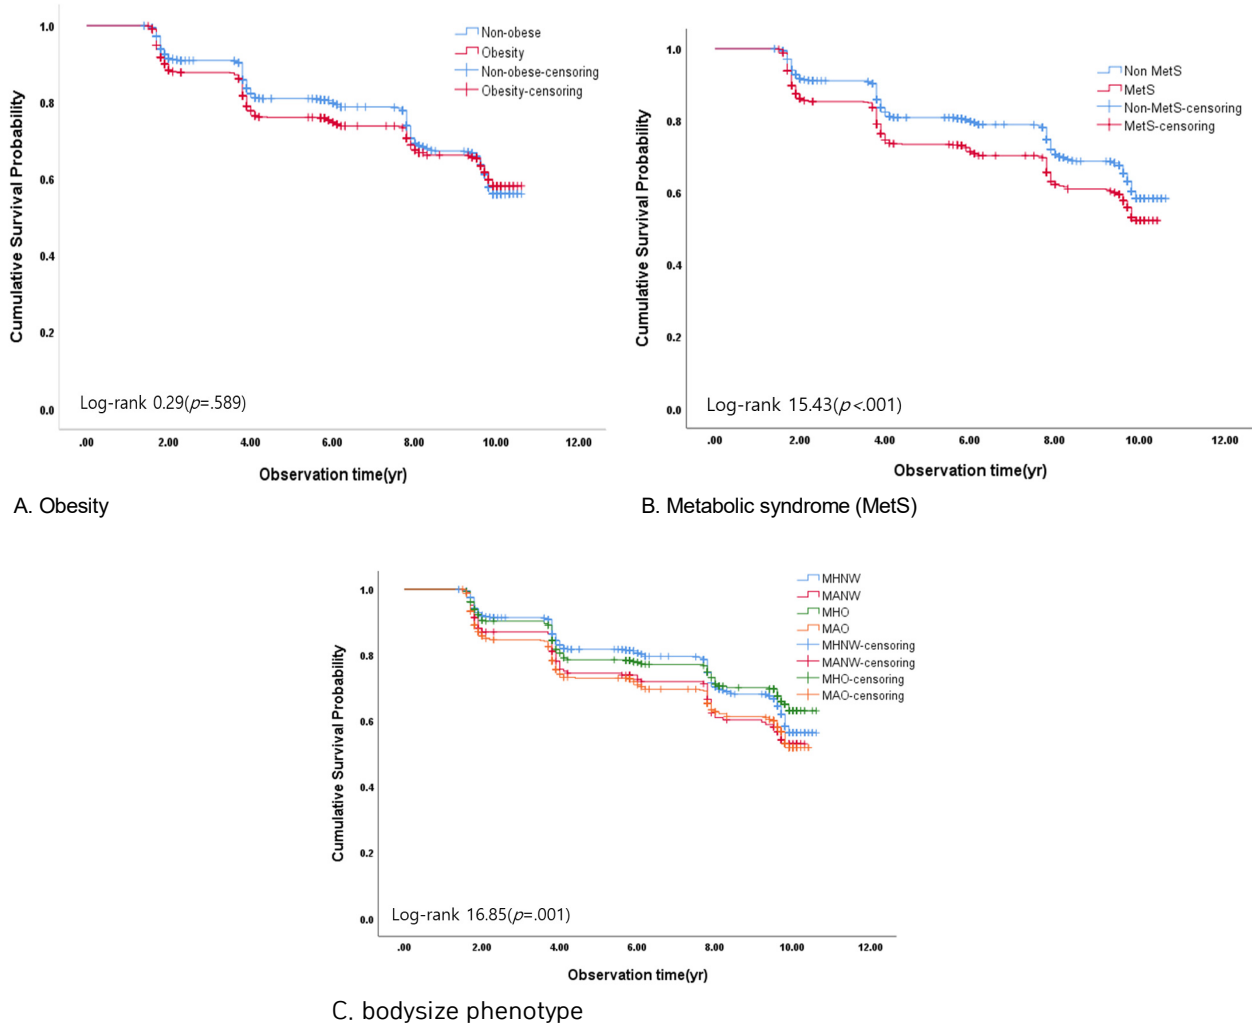 Cumulative Survival Probability
1.0
0.8
0.6
0.4
0.2
0.0
Non-obese
Obesity
Non-obese-censoring
Obesity-censoring
Log-rank 0.29(p=.589)
.00 2.00 4.00 6.00 8.00 10.00 12.00
Observation time(yr)
A. Obesity
Cumulative Survival Probability
1.0
0.8
0.6
0.4
0.2
0.0
Non MetS
MetS
Non-MetS-censoring
MetS-censoring
Log-rank 15.43(p<.001)
.00 2.00 4.00 6.00 8.00 10.00 12.00
Observation time(yr)
B. Metabolic syndrome (MetS)
Cumulative Survival Probability
1.0
0.8
0.6
0.4
0.2
0.0
MHNW
MANW
MHO
MAO
MHNW-censoring
MANW-censoring
MHO-censoring
MAO-censoring
Log-rank 16.85(p=.001)
.00 2.00 4.00 6.00 8.00 10.00 12.00
Observation time(yr)
C. bodysize phenotype